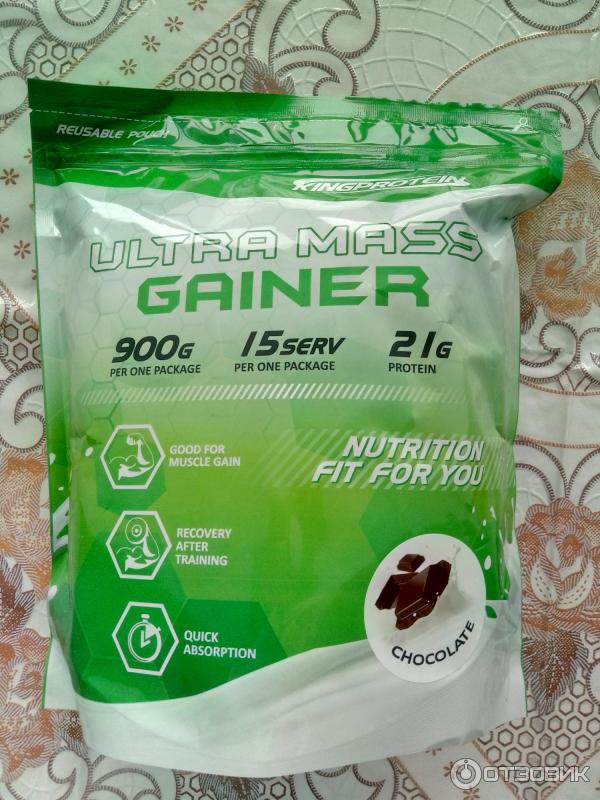 REUSABLE POUCH
KINGPROTEIN
ULTRA MASS
GAINER
900G
PER ONE PACKAGE
15SERV
PER ONE PACKAGE
21G
PROTEIN
GOOD FOR
MUSCLE GAIN
NUTRITION
FIT FOR YOU
RECOVERY
AFTER
TRAINING
QUICK
ABSORPTION
CHOCOLATE
ОТЗОВИК